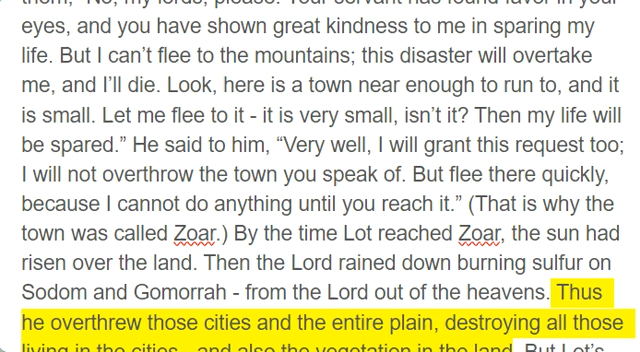 them, "No, my lords, please! Your servant has found favor in your
eyes, and you have shown great kindness to me in sparing my
life. But I can't flee to the mountains; this disaster will overtake
me, and I'll die. Look, here is a town near enough to run to, and it
is small. Let me flee to it - it is very small, isn't it? Then my life will
be spared." He said to him, "Very well, I will grant this request too;
I will not overthrow the town you speak of. But flee there quickly,
because I cannot do anything until you reach it." (That is why the
town was called Zoar.) By the time Lot reached Zoar, the sun had
risen over the land. Then the Lord rained down burning sulfur on
Sodom and Gomorrah - from the Lord out of the heavens. Thus
he overthrew those cities and the entire plain, destroying all those
living in the cities - and also the vegetation in the land. But Lot's